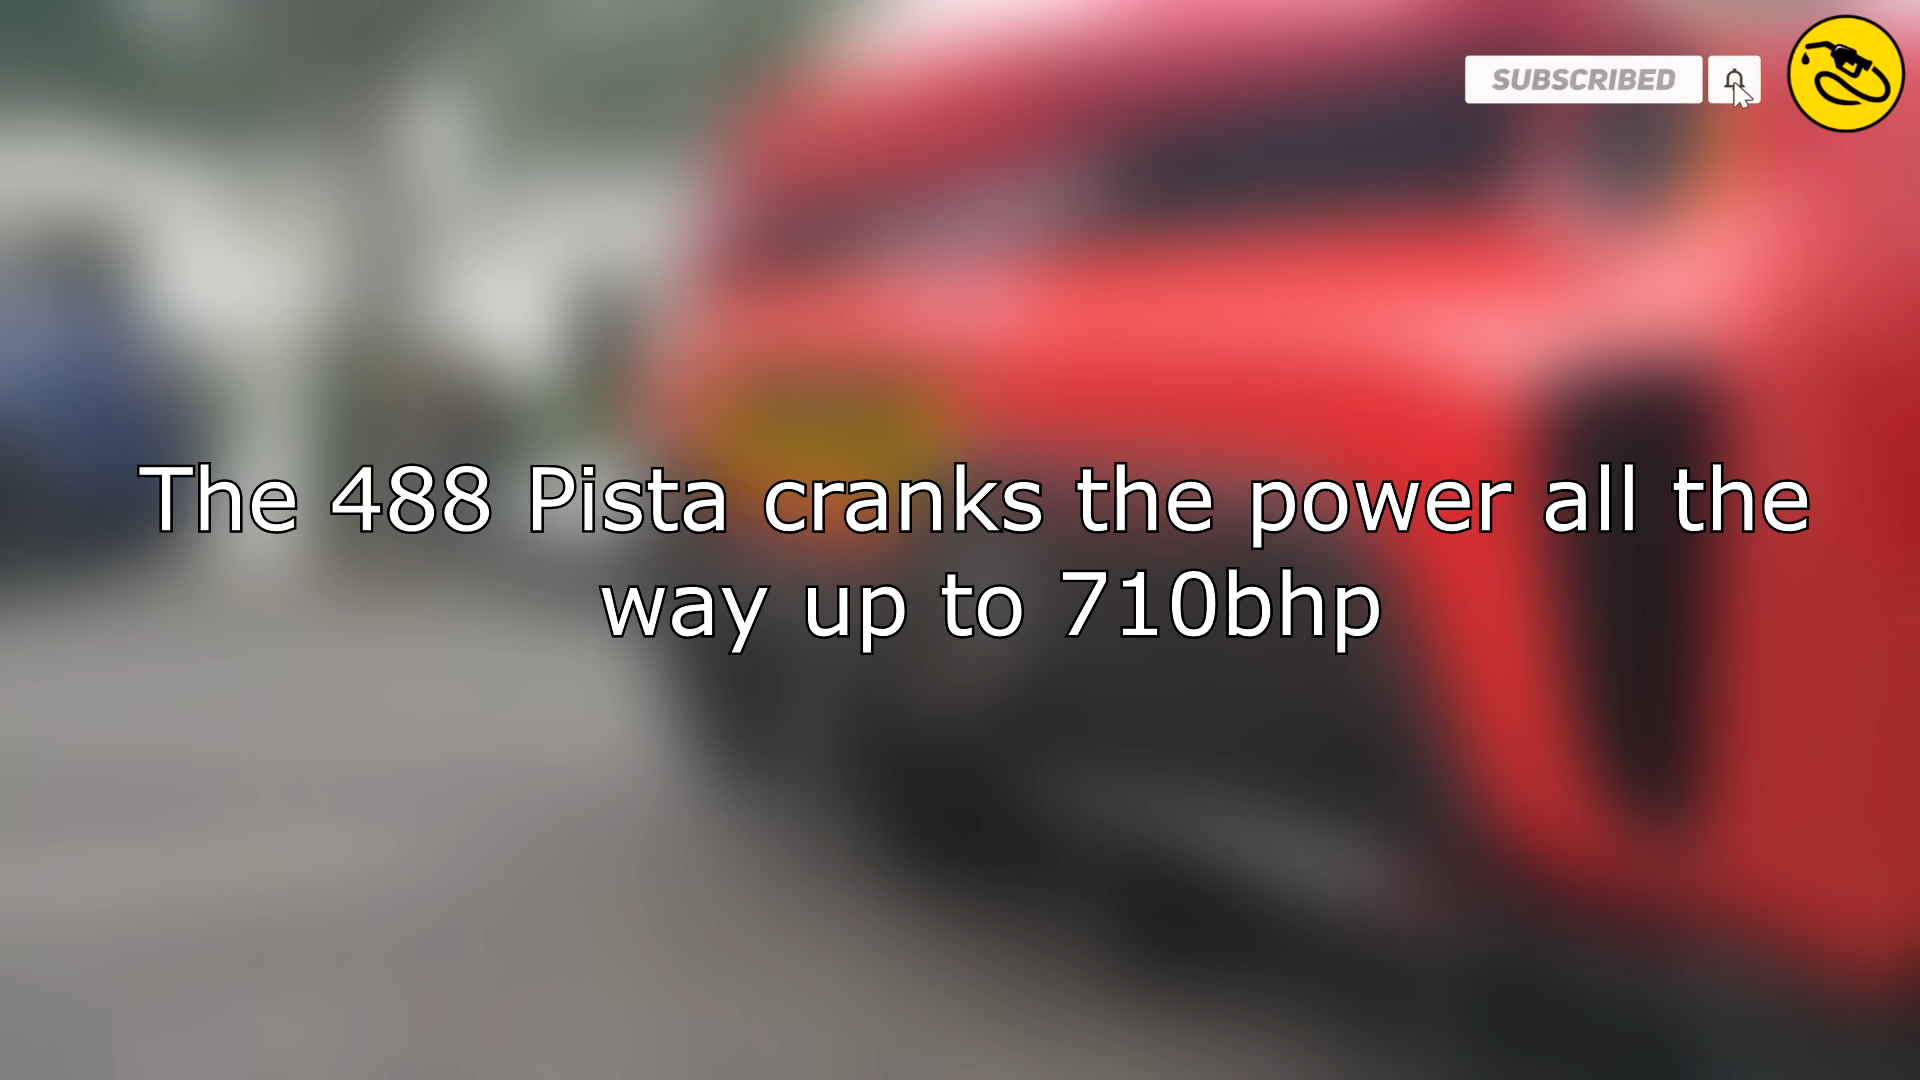 SUBSCRIBED
The 488 Pista cranks the power all the
way up to 710bhp